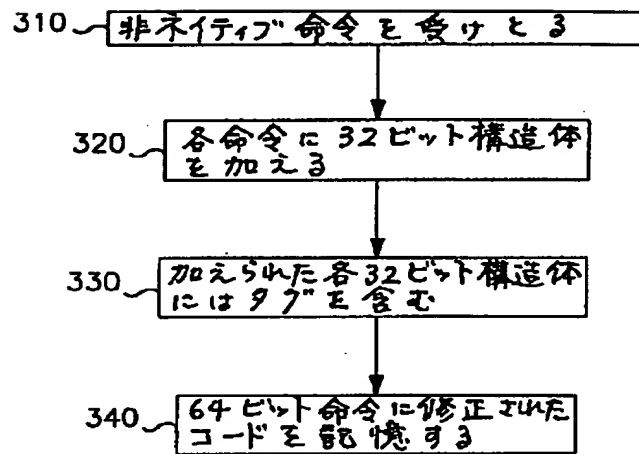 310
非ネイティブ命令を受けとる
320
各命令に32ビット構造体
を加える
330
加えられた各32ビット構造体
にはタグを含む
340
64ビット命令に修正された
コードを記憶する